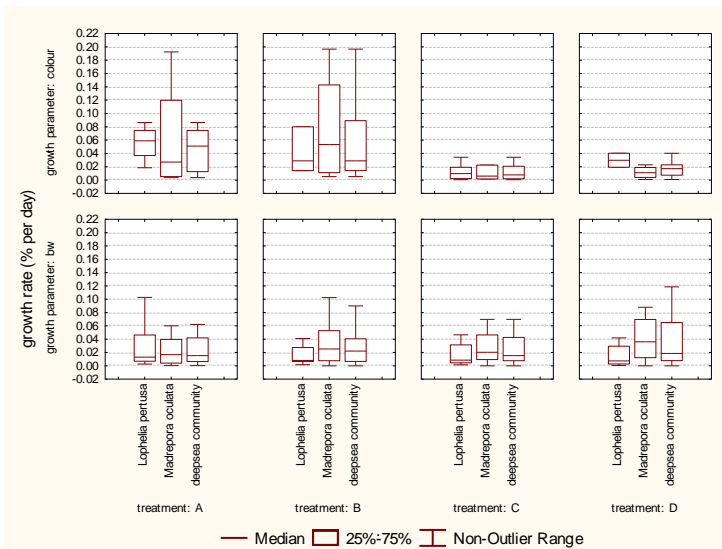 growth rate (% per day)
growth parameter: colour
0.22
0.20
0.18
0.16
0.14
0.12
0.10
0.08
0.06
0.04
0.02
0.00
-0.02
growth parameter: bw
0.22
0.20
0.18
0.16
0.14
0.12
0.10
0.08
0.06
0.04
0.02
0.00
-0.02
Lophelia pertusa
Madrepora oculata
deepsea community
treatment: A
Lophelia pertusa
Madrepora oculata
deepsea community
treatment: B
Lophelia pertusa
Madrepora oculata
deepsea community
treatment: C
Lophelia pertusa
Madrepora oculata
deepsea community
treatment: D
Median 25%-75% Non-Outlier Range